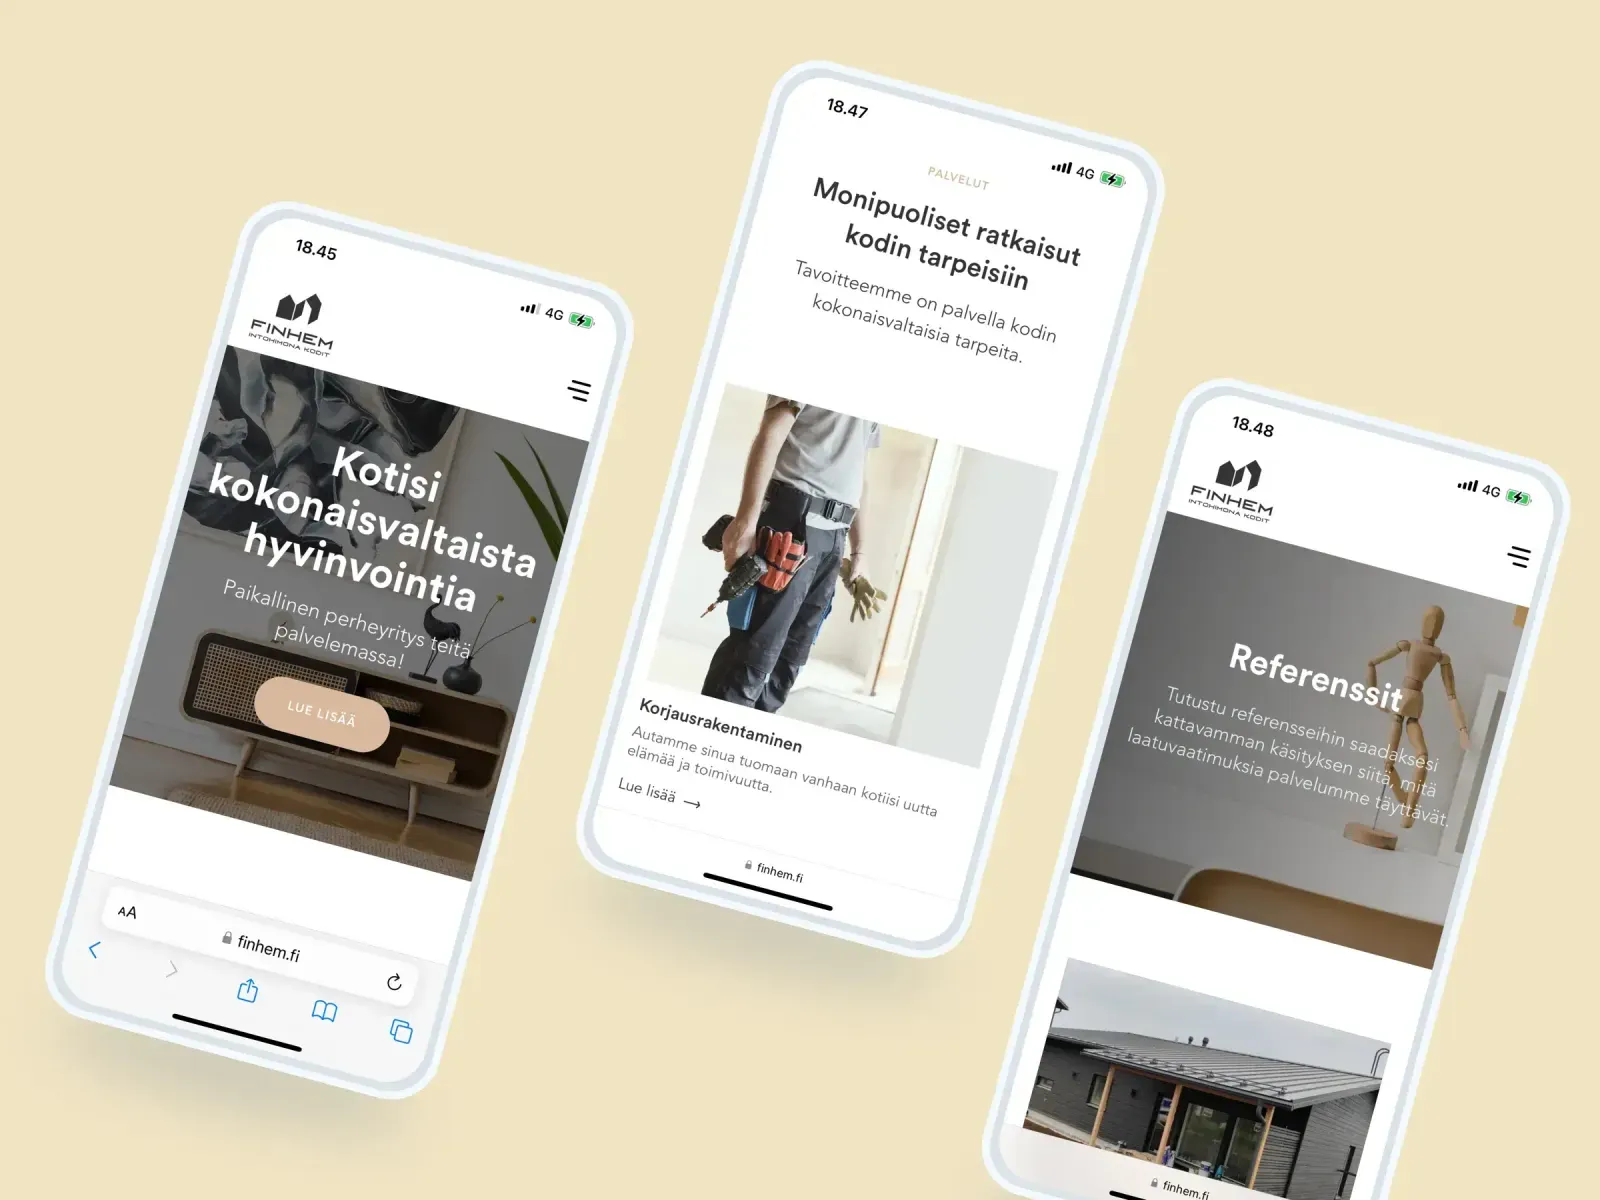 18.45
4G
FINHEM
INTOHIMONA KODIT
Kotisi
kokonaisvaltaista
hyvinvointia
Paikallinen perheyritys teitä
palvelemassa!
LUE LISÄÄ
AA
finhem.fi
18.47
4G
PALVELUT
Monipuoliset ratkaisut
kodin tarpeisiin
Tavoitteemme on palvella kodin
kokonaisvaltaisia tarpeita.
Korjausrakentaminen
Autamme sinua tuomaan vanhaan kotiisi uutta
elämää ja toimivuutta.
Lue lisää →
finhem.fi
18.48
4G
FINHEM
INTOHIMONA KODIT
Referenssit
Tutustu referensseihin saadaksesi
kattavamman käsityksen siitä, mitä
laatuvaatimuksia palvelumme täyttävät.
finhem.fi